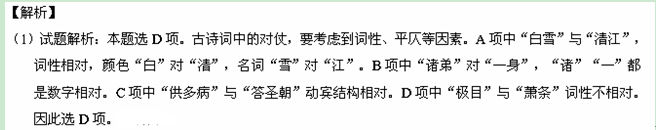 【解析】
（1）试题解析：本题选 D 项。古诗词中的对仗，要考虑到词性、平仄等因素。A 项中“白雪”与“清江”，
词性相对，颜色“白”对“清”，名词“雪”对“江”。B 项中“诸弟”对“一身”，“诸”“一”都
是数字相对。C 项中“供多病”与“答圣朝”动宾结构相对。D 项中“极目”与“萧条”词性不相对。
因此选 D 项。